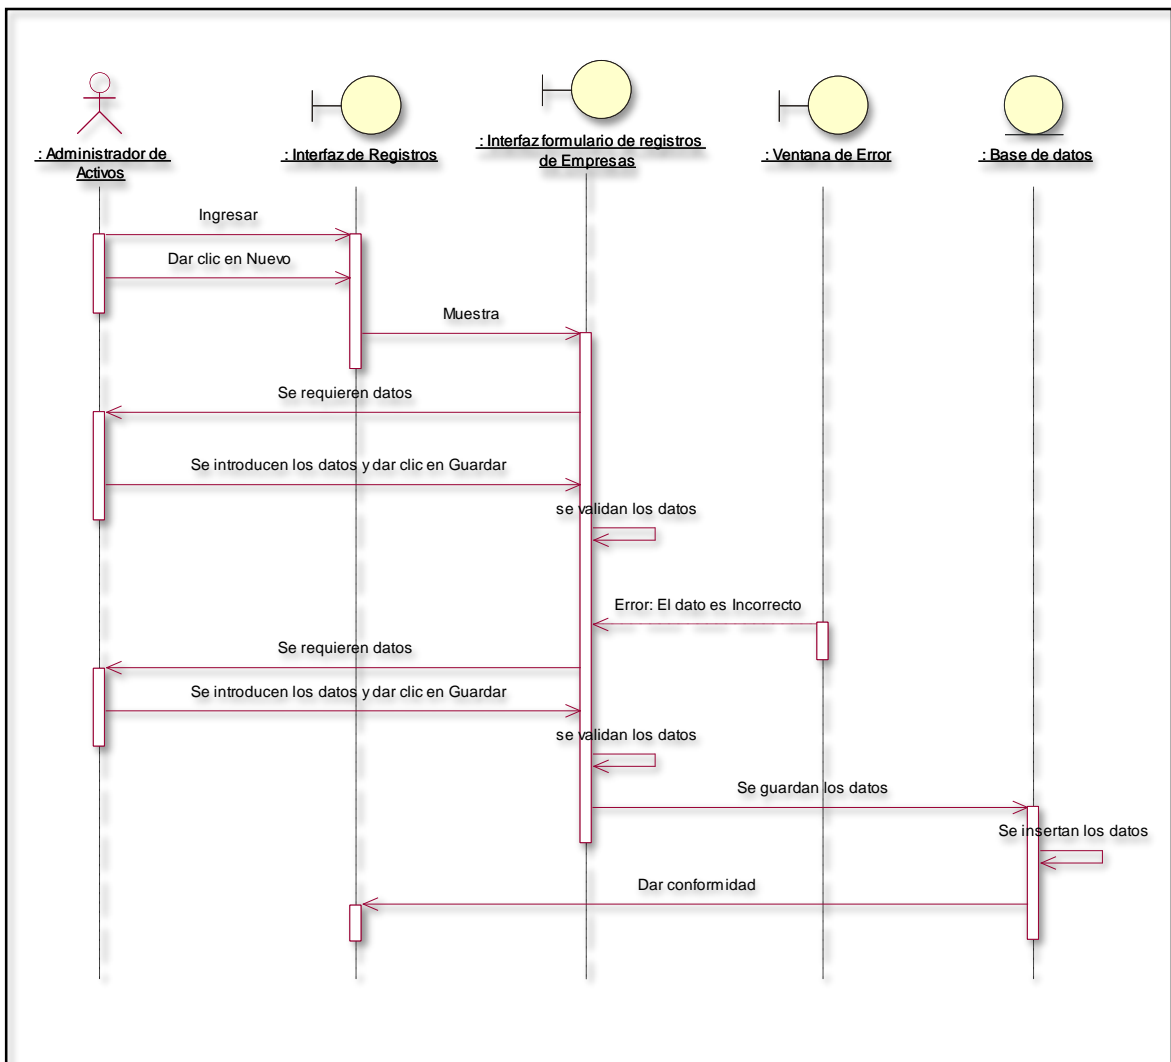 : Administrador de
Activos
: Interfaz de Registros
: Interfaz formulario de registros
de Empresas
: Ventana de Error
: Base de datos
Ingresar
Dar clic en Nuevo
Muestra
Se requieren datos
Se introducen los datos y dar clic en Guardar
se validan los datos
Error: El dato es Incorrecto
Se requieren datos
Se introducen los datos y dar clic en Guardar
se validan los datos
Se guardan los datos
Se insertan los datos
Dar conformidad